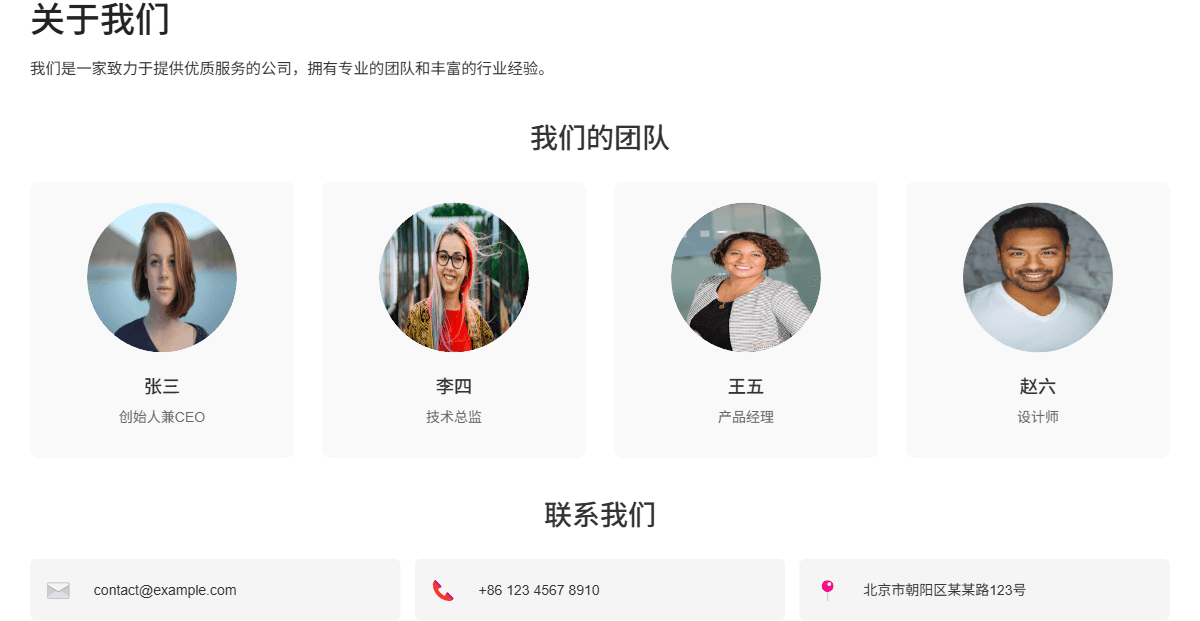 关于我们
我们是一家致力于提供优质服务的公司，拥有专业的团队和丰富的行业经验。
我们的团队
张三
创始人兼CEO
李四
技术总监
王五
产品经理
赵六
设计师
联系我们
contact@example.com
+86 123 4567 8910
北京市朝阳区某某路123号